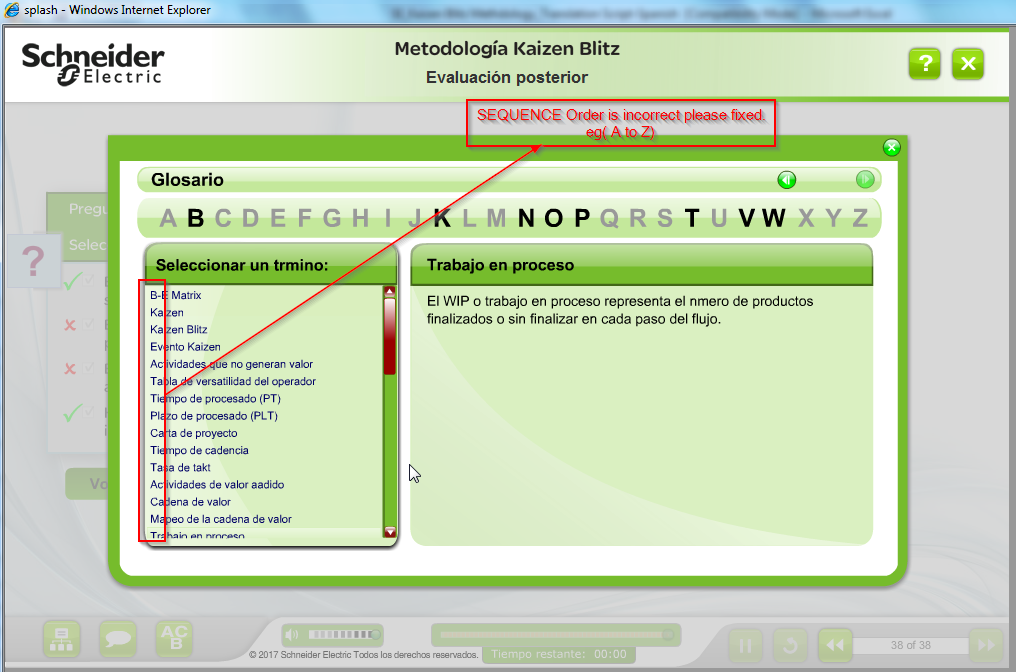 splash - Windows Internet Explorer
Schneider
Electric
Metodología Kaizen Blitz
Evaluación posterior
?
X
SEQUENCE Order is incorrect please fixed.
eg( A to Z)
Glosario
A B C D E F G H I J K L M N O P Q R S T U V W X Y Z
Pregu
Selec
?
Seleccionar un trmino:
B-E Matrix
Kaizen
Kaizen Blitz
Evento Kaizen
Actividades que no generan valor
Tabla de versatilidad del operador
Tiempo de procesado (PT)
Plazo de procesado (PLT)
Carta de proyecto
Tiempo de cadencia
Tasa de takt
Actividades de valor aadido
Cadena de valor
Mapeo de la cadena de valor
Trabajo en proceso
Trabajo en proceso
El WIP o trabajo en proceso representa el nmero de productos
finalizados o sin finalizar en cada paso del flujo.
Vo
AC
B
© 2017 Schneider Electric Todos los derechos reservados.
Tiempo restante: 00:00
38 of 38